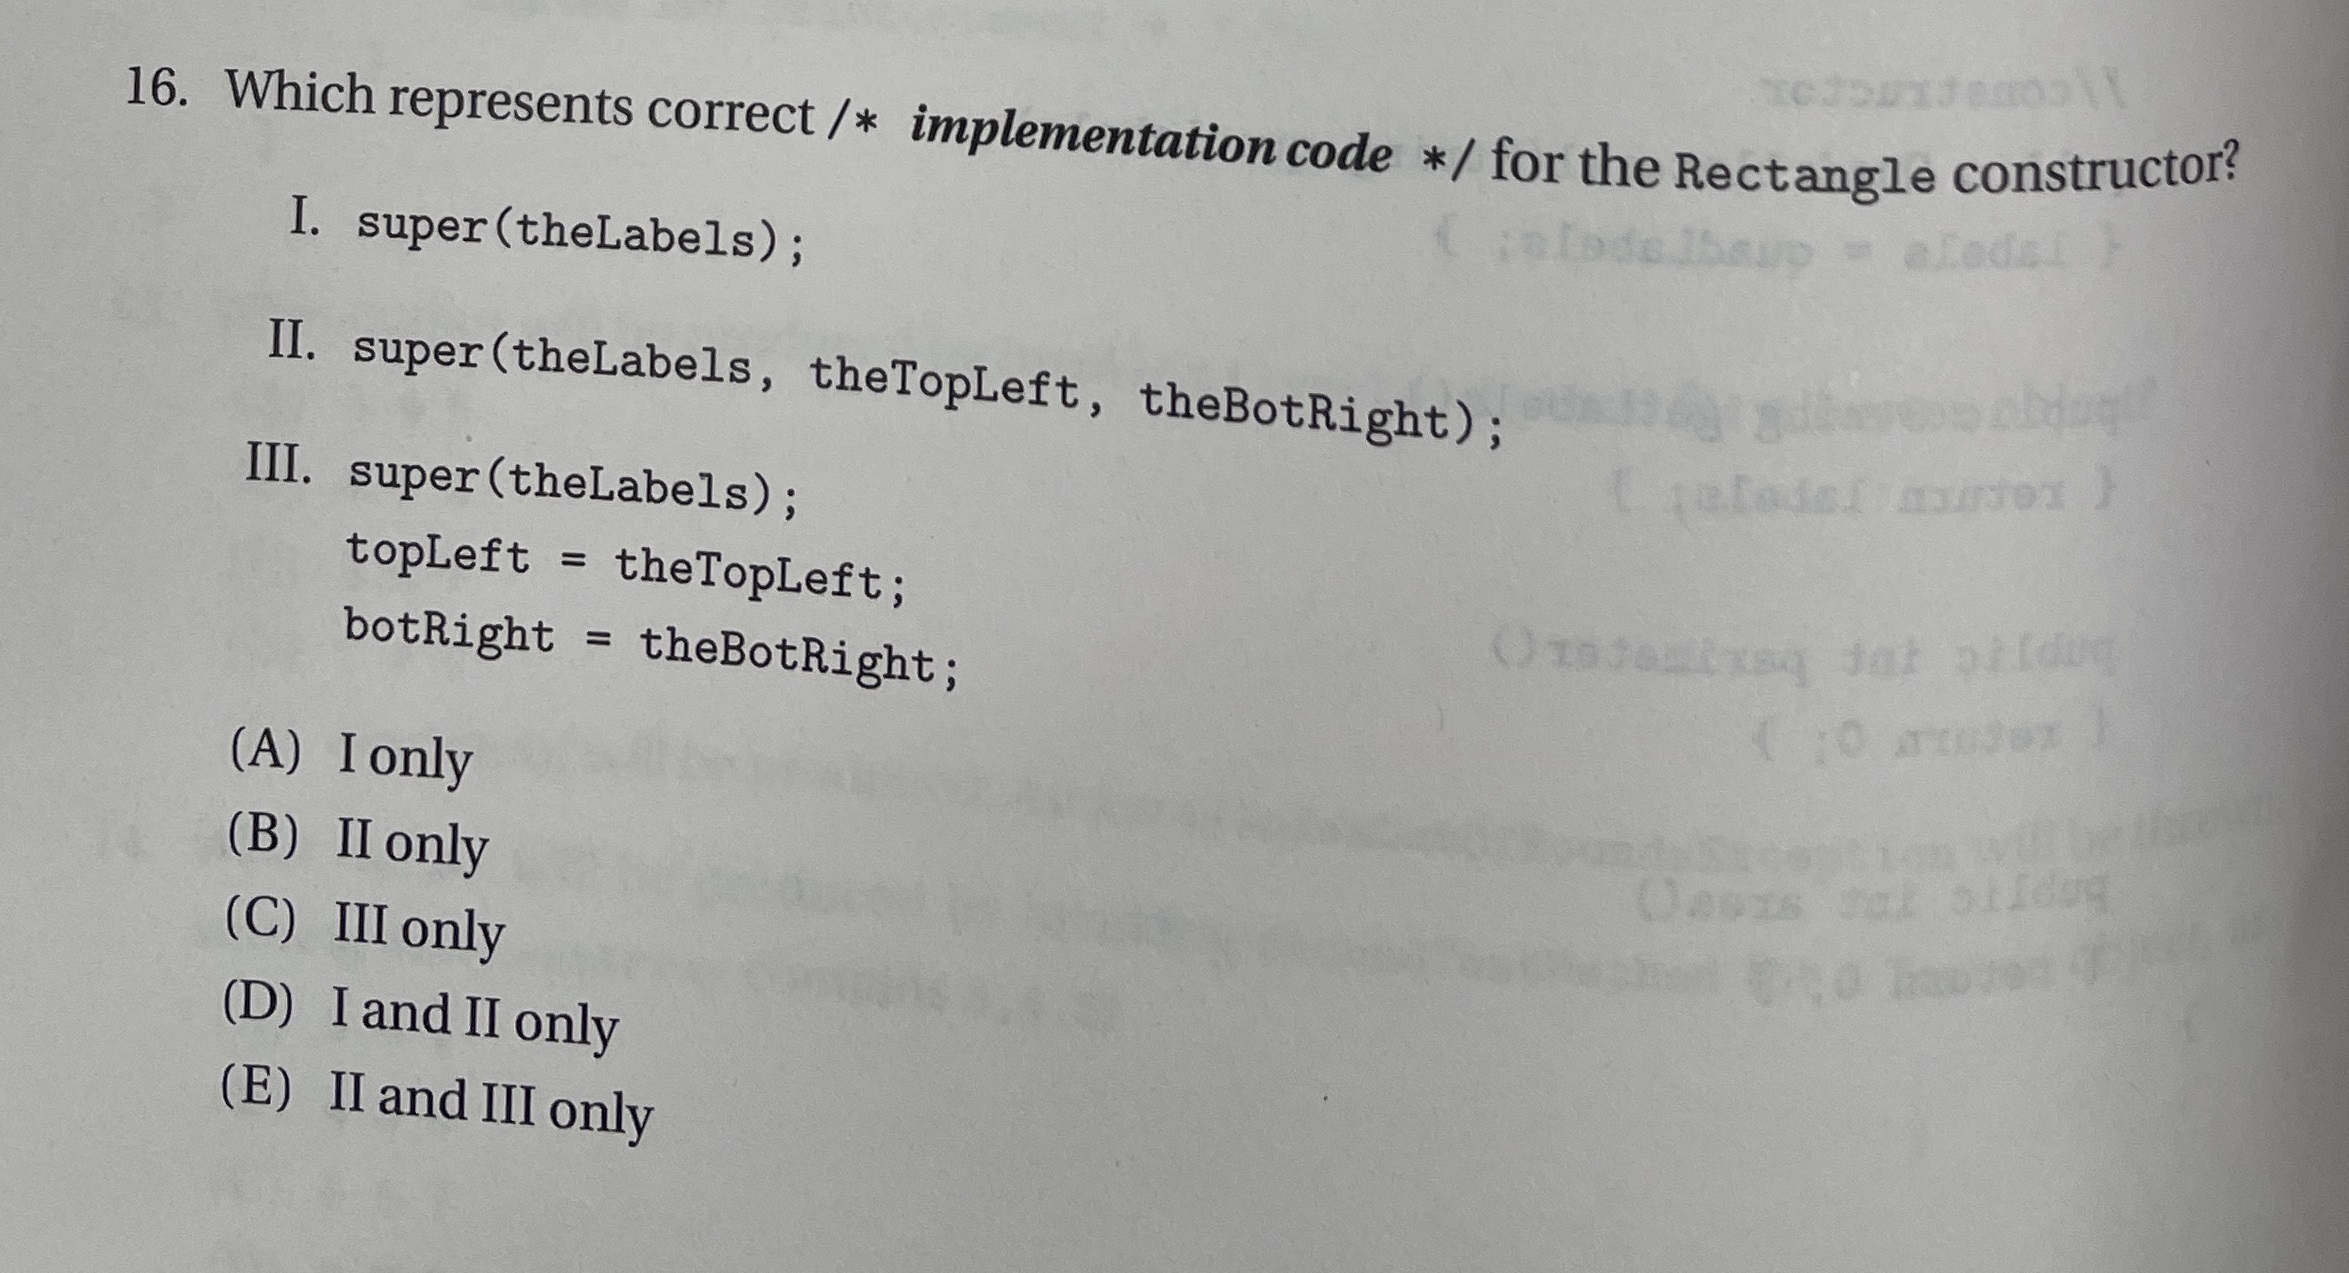 16. Which represents correct /* implementation code */ for the Rectangle constructor?
I. super(theLabels);
II. super(theLabels, theTopLeft, theBotRight);
III. super(theLabels);
topLeft = theTopLeft;
botRight = theBotRight;
(A) I only
(B) II only
(C) III only
(D) I and II only
(E) II and III only